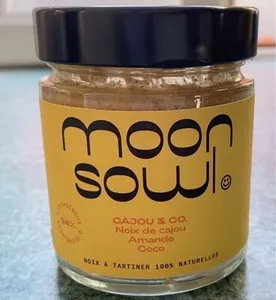 moon
sowl
CAJOU & CO.
Noix de cajou
Amande
Coco
NOIX À TARTINER 100% NATURELLES